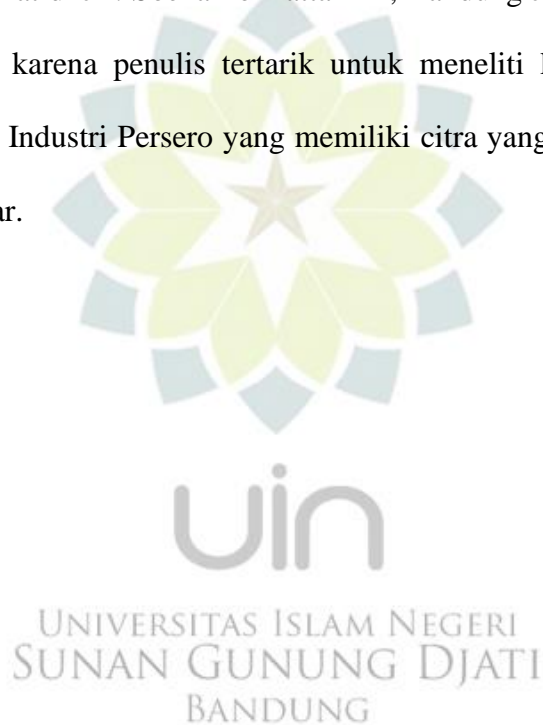 karena penulis tertarik untuk meneliti
Industri Persero yang memiliki citra yang
ar.
uin
UNIVERSITAS ISLAM NEGERI
SUNAN GUNUNG DJATI
BANDUNG